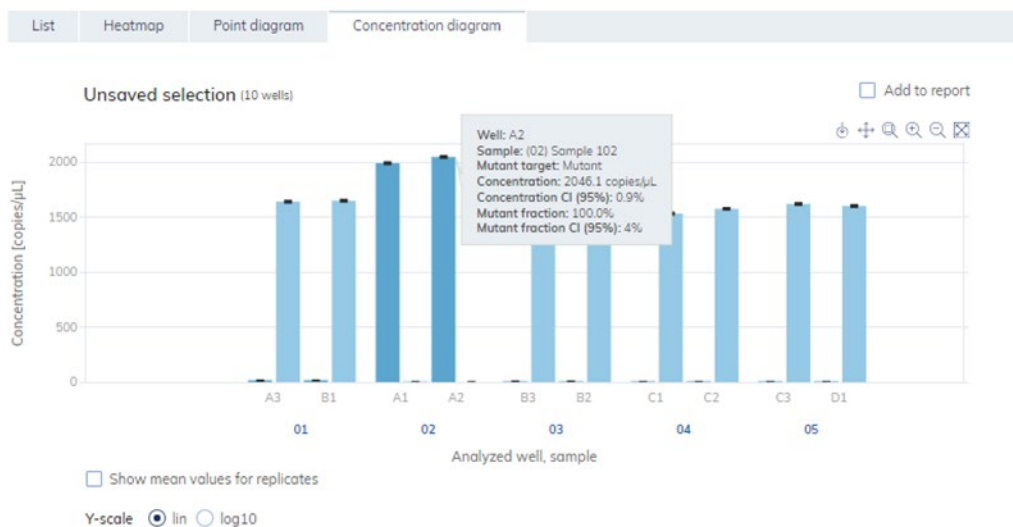 List Heatmap Point diagram Concentration diagram
Unsaved selection (10 wells)
Add to report
Well: A2
Sample: (02) Sample 102
Mutant target: Mutant
Concentration: 2046.1 copies/µL
Concentration CI (95%): 0.9%
Mutant fraction: 100.0%
Mutant fraction CI (95%): 4%
Concentration [copies/µL]
2000
1500
1000
500
0
A3 B1 A1 A2 B3 B2 C1 C2 C3 D1
01 02 03 04 05
Analyzed well, sample
Show mean values for replicates
Y-scale lin log10